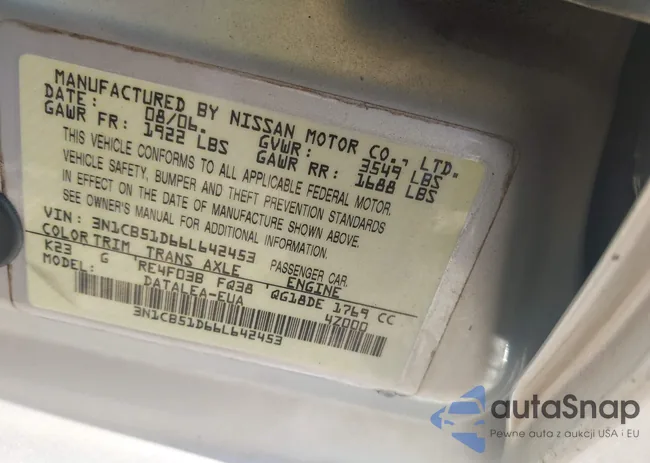 MANUFACTURED BY NISSAN MOTOR CO., LTD.
DATE: 08/06. GVWR: 3549 LBS
GAWR FR: 1922 LBS GAWR RR: 1688 LBS
THIS VEHICLE CONFORMS TO ALL APPLICABLE FEDERAL MOTOR
VEHICLE SAFETY, BUMPER AND THEFT PREVENTION STANDARDS
IN EFFECT ON THE DATE OF MANUFACTURE SHOWN ABOVE.
SEE OWNER'S MANUAL FOR ADDITIONAL INFORMATION.
VIN: 3N1CB51D66L642453 PASSENGER CAR
COLOR TRIM TRANS AXLE ENGINE
K23 G RE4F03B FQ38 QG18DE 1769 CC
MODEL: DATALEA-EUA 4Z000
3N1CB51D66L642453
autaSnap
Pewne auta z aukcji USA i EU